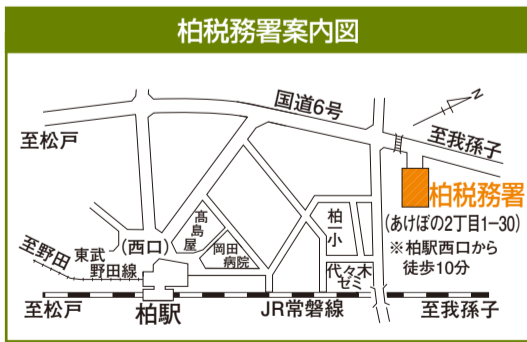 柏税務署案内図
国道6号
N
至松戸
至我孫子
柏税務署
(あけぼの2丁目1−30)
※柏駅西口から
徒歩10分
髙島
屋
岡田
病院
柏
一
小
代々木
ゼミ
(西口)
至野田
東武
野田線
至松戸
柏駅
JR常磐線
至我孫子